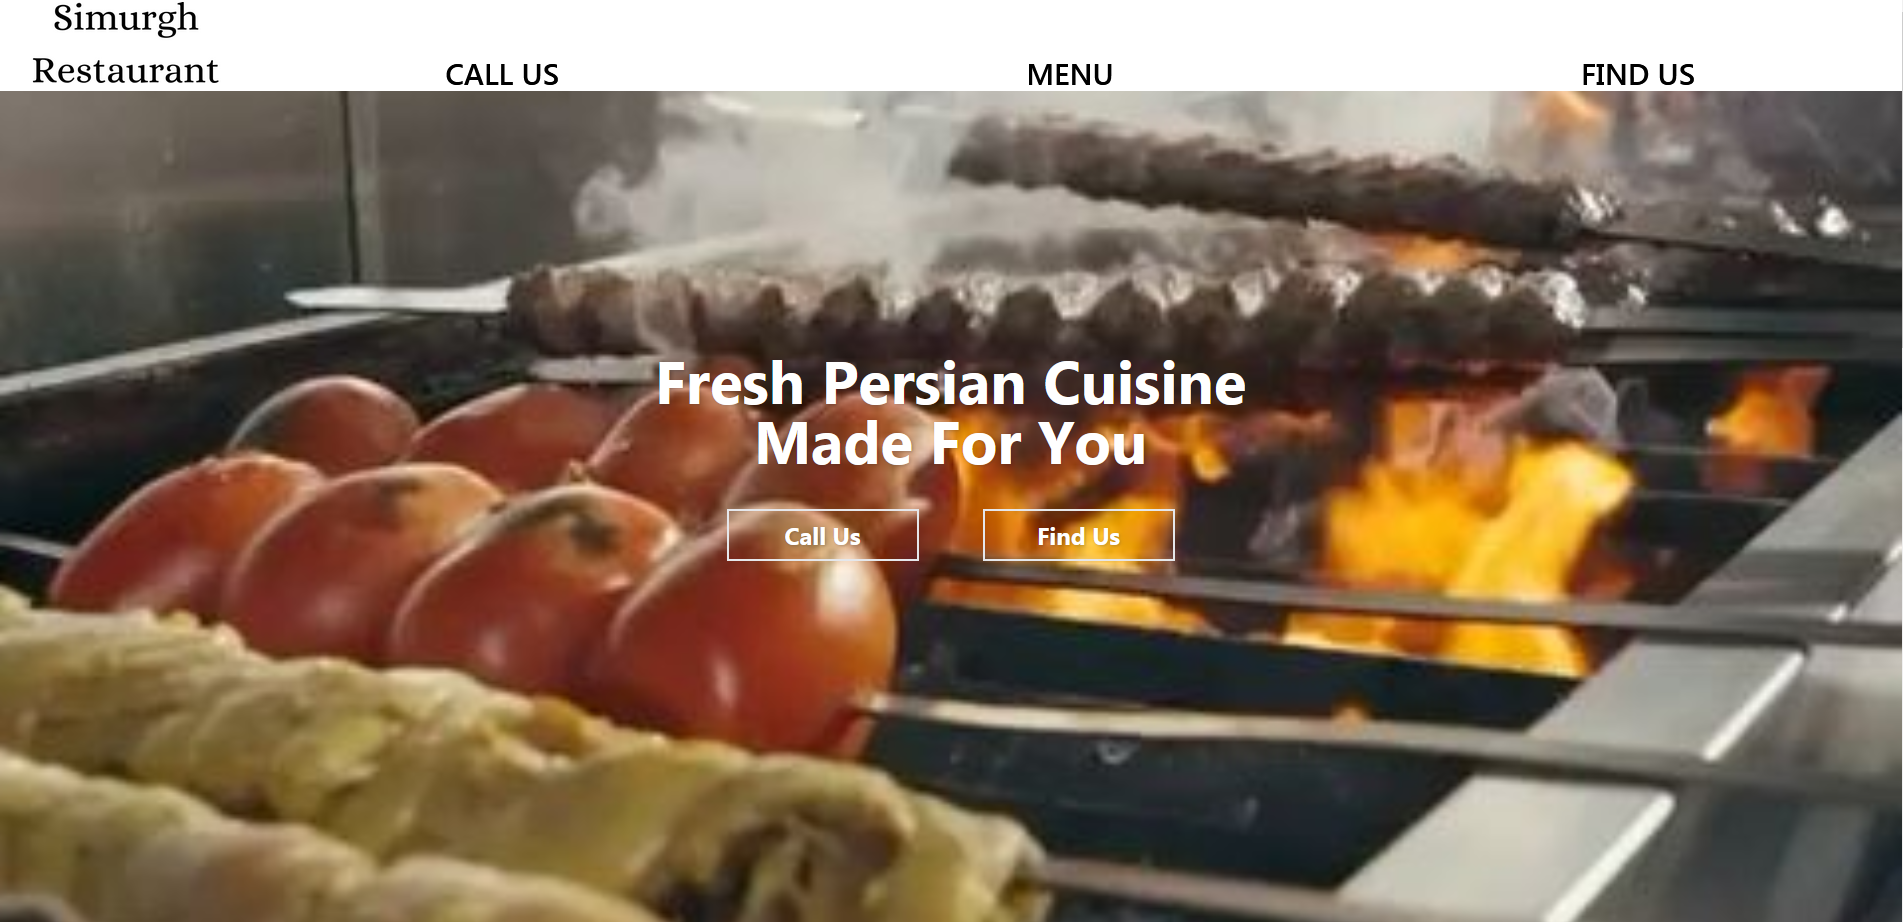 Simurgh
Restaurant
CALL US
MENU
FIND US
Fresh Persian Cuisine
Made For You
Call Us
Find Us